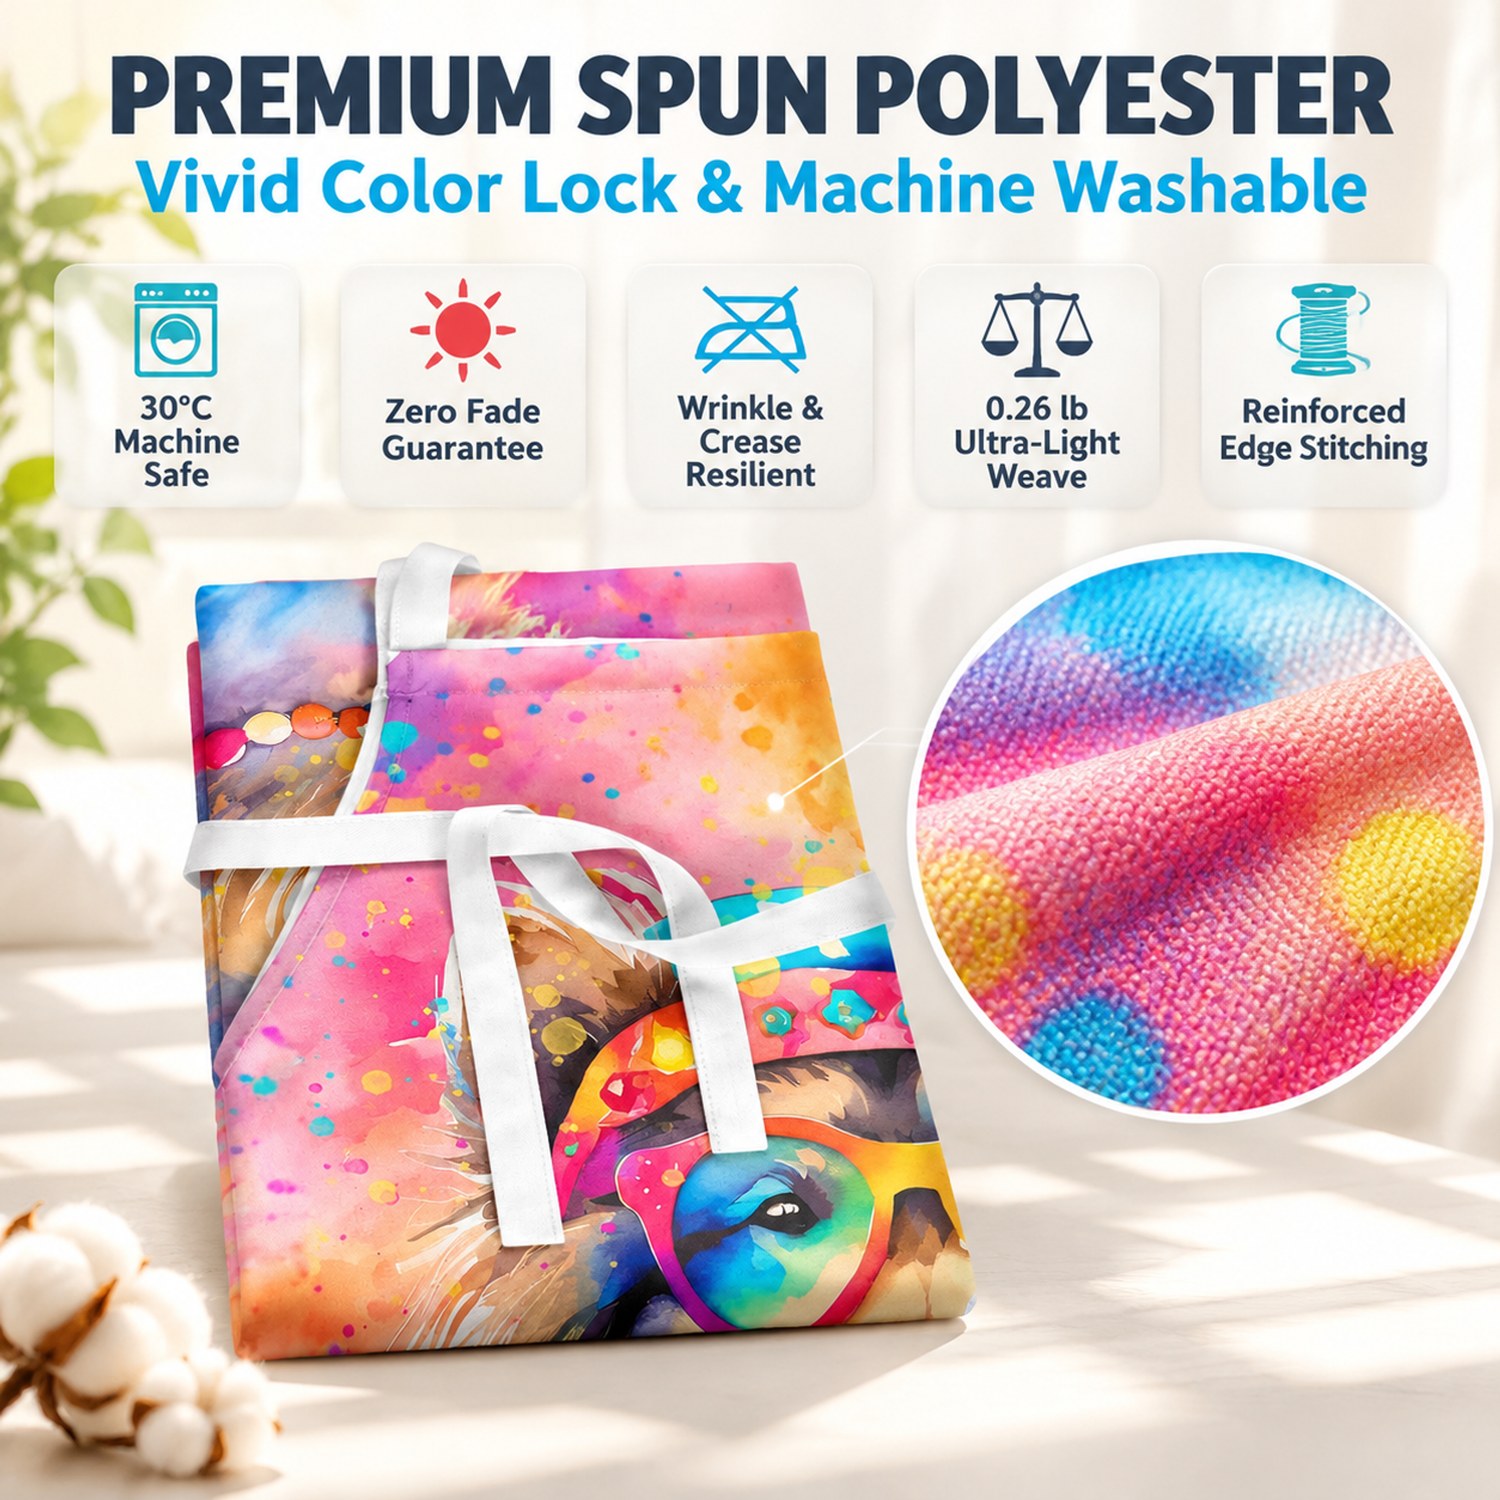 PREMIUM SPUN POLYESTER
Vivid Color Lock & Machine Washable
30°C
Machine
Safe
Zero Fade
Guarantee
Wrinkle &
Crease
Resilient
0.26 lb
Ultra-Light
Weave
Reinforced
Edge Stitching